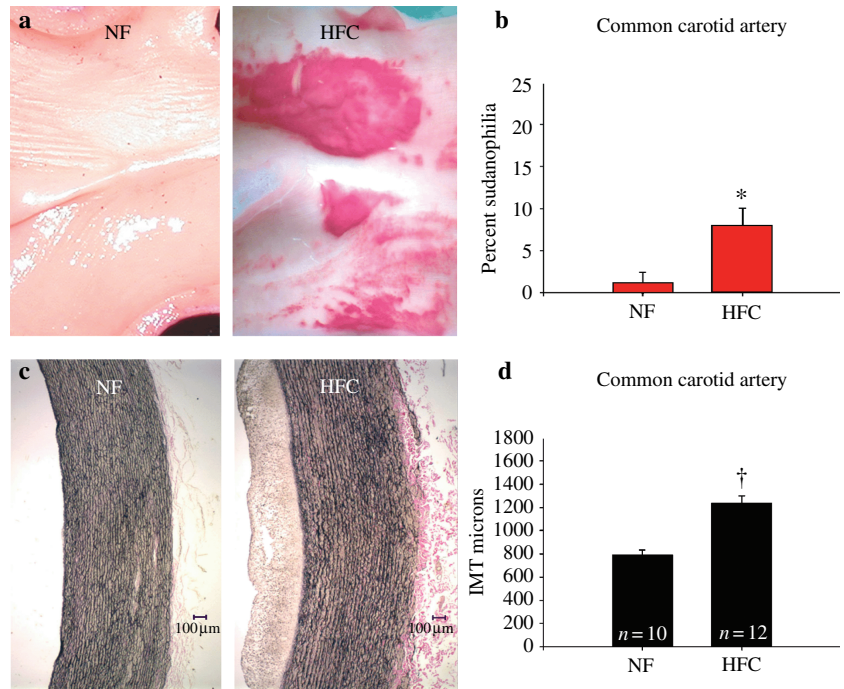 a
NF
HFC
b
Common carotid artery
Percent sudanophilia
25
20
15
10
5
0
*
NF
HFC
c
NF
100 µm
HFC
100 µm
d
Common carotid artery
IMT microns
1800
1600
1400
1200
1000
800
600
400
200
0
†
n = 10
n = 12
NF
HFC